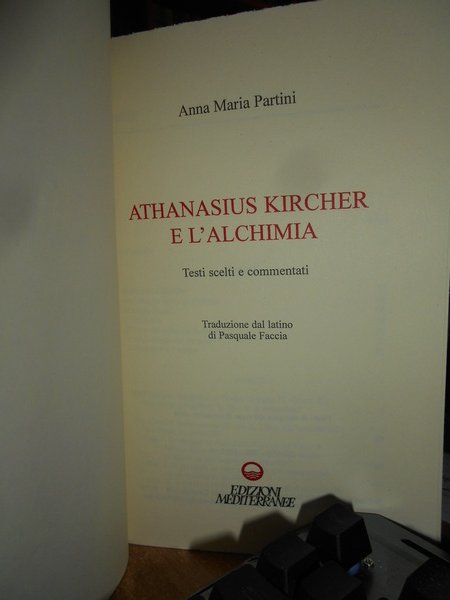 Anna Maria Partini
ATHANASIUS KIRCHER
E L'ALCHIMIA
Testi scelti e commentati
Traduzione dal latino
di Pasquale Faccia
EDIZIONI
MEDITERRANEE